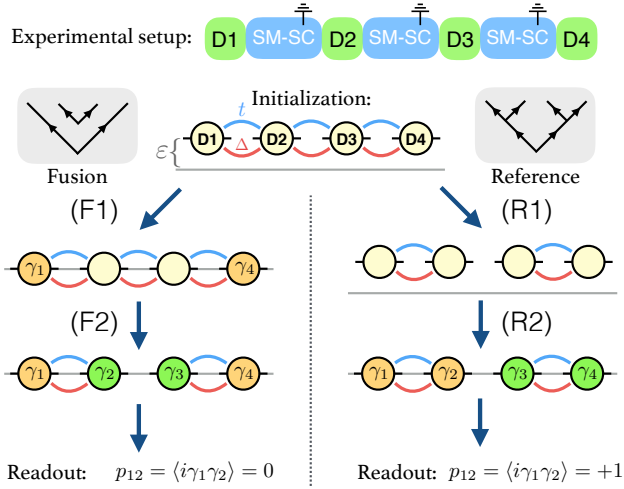 Experimental setup: D1 SM-SC D2 SM-SC D3 SM-SC D4
Initialization:
t
D1 D2 D3 D4
Δ
ε{
Fusion
Reference
(F1)
(R1)
γ₁ γ₄
(F2)
(R2)
γ₁ γ₂ γ₃ γ₄
γ₁ γ₂ γ₃ γ₄
Readout: p₁₂ = ⟨iγ₁γ₂⟩ = 0
Readout: p₁₂ = ⟨iγ₁γ₂⟩ = +1